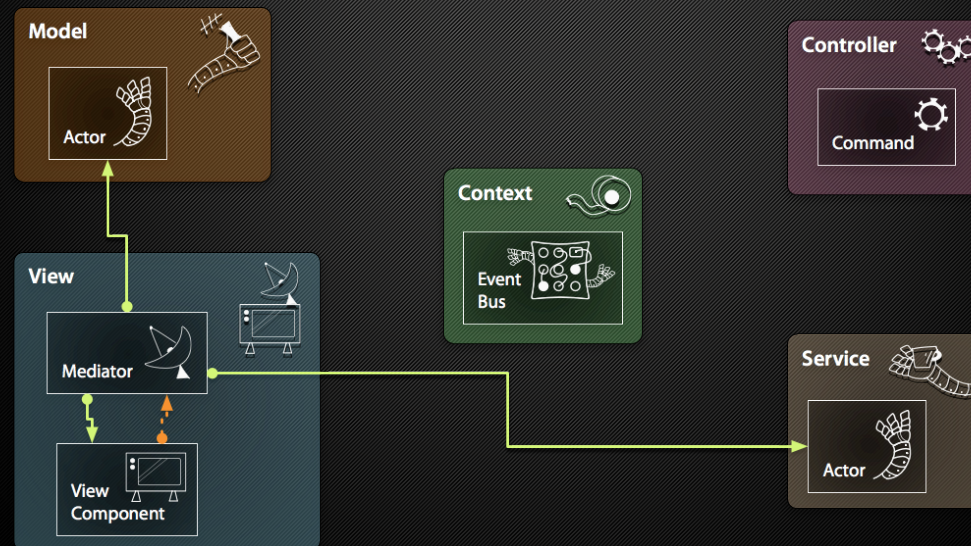 Model
Actor
View
Mediator
View
Component
Context
Event
Bus
Controller
Command
Service
Actor